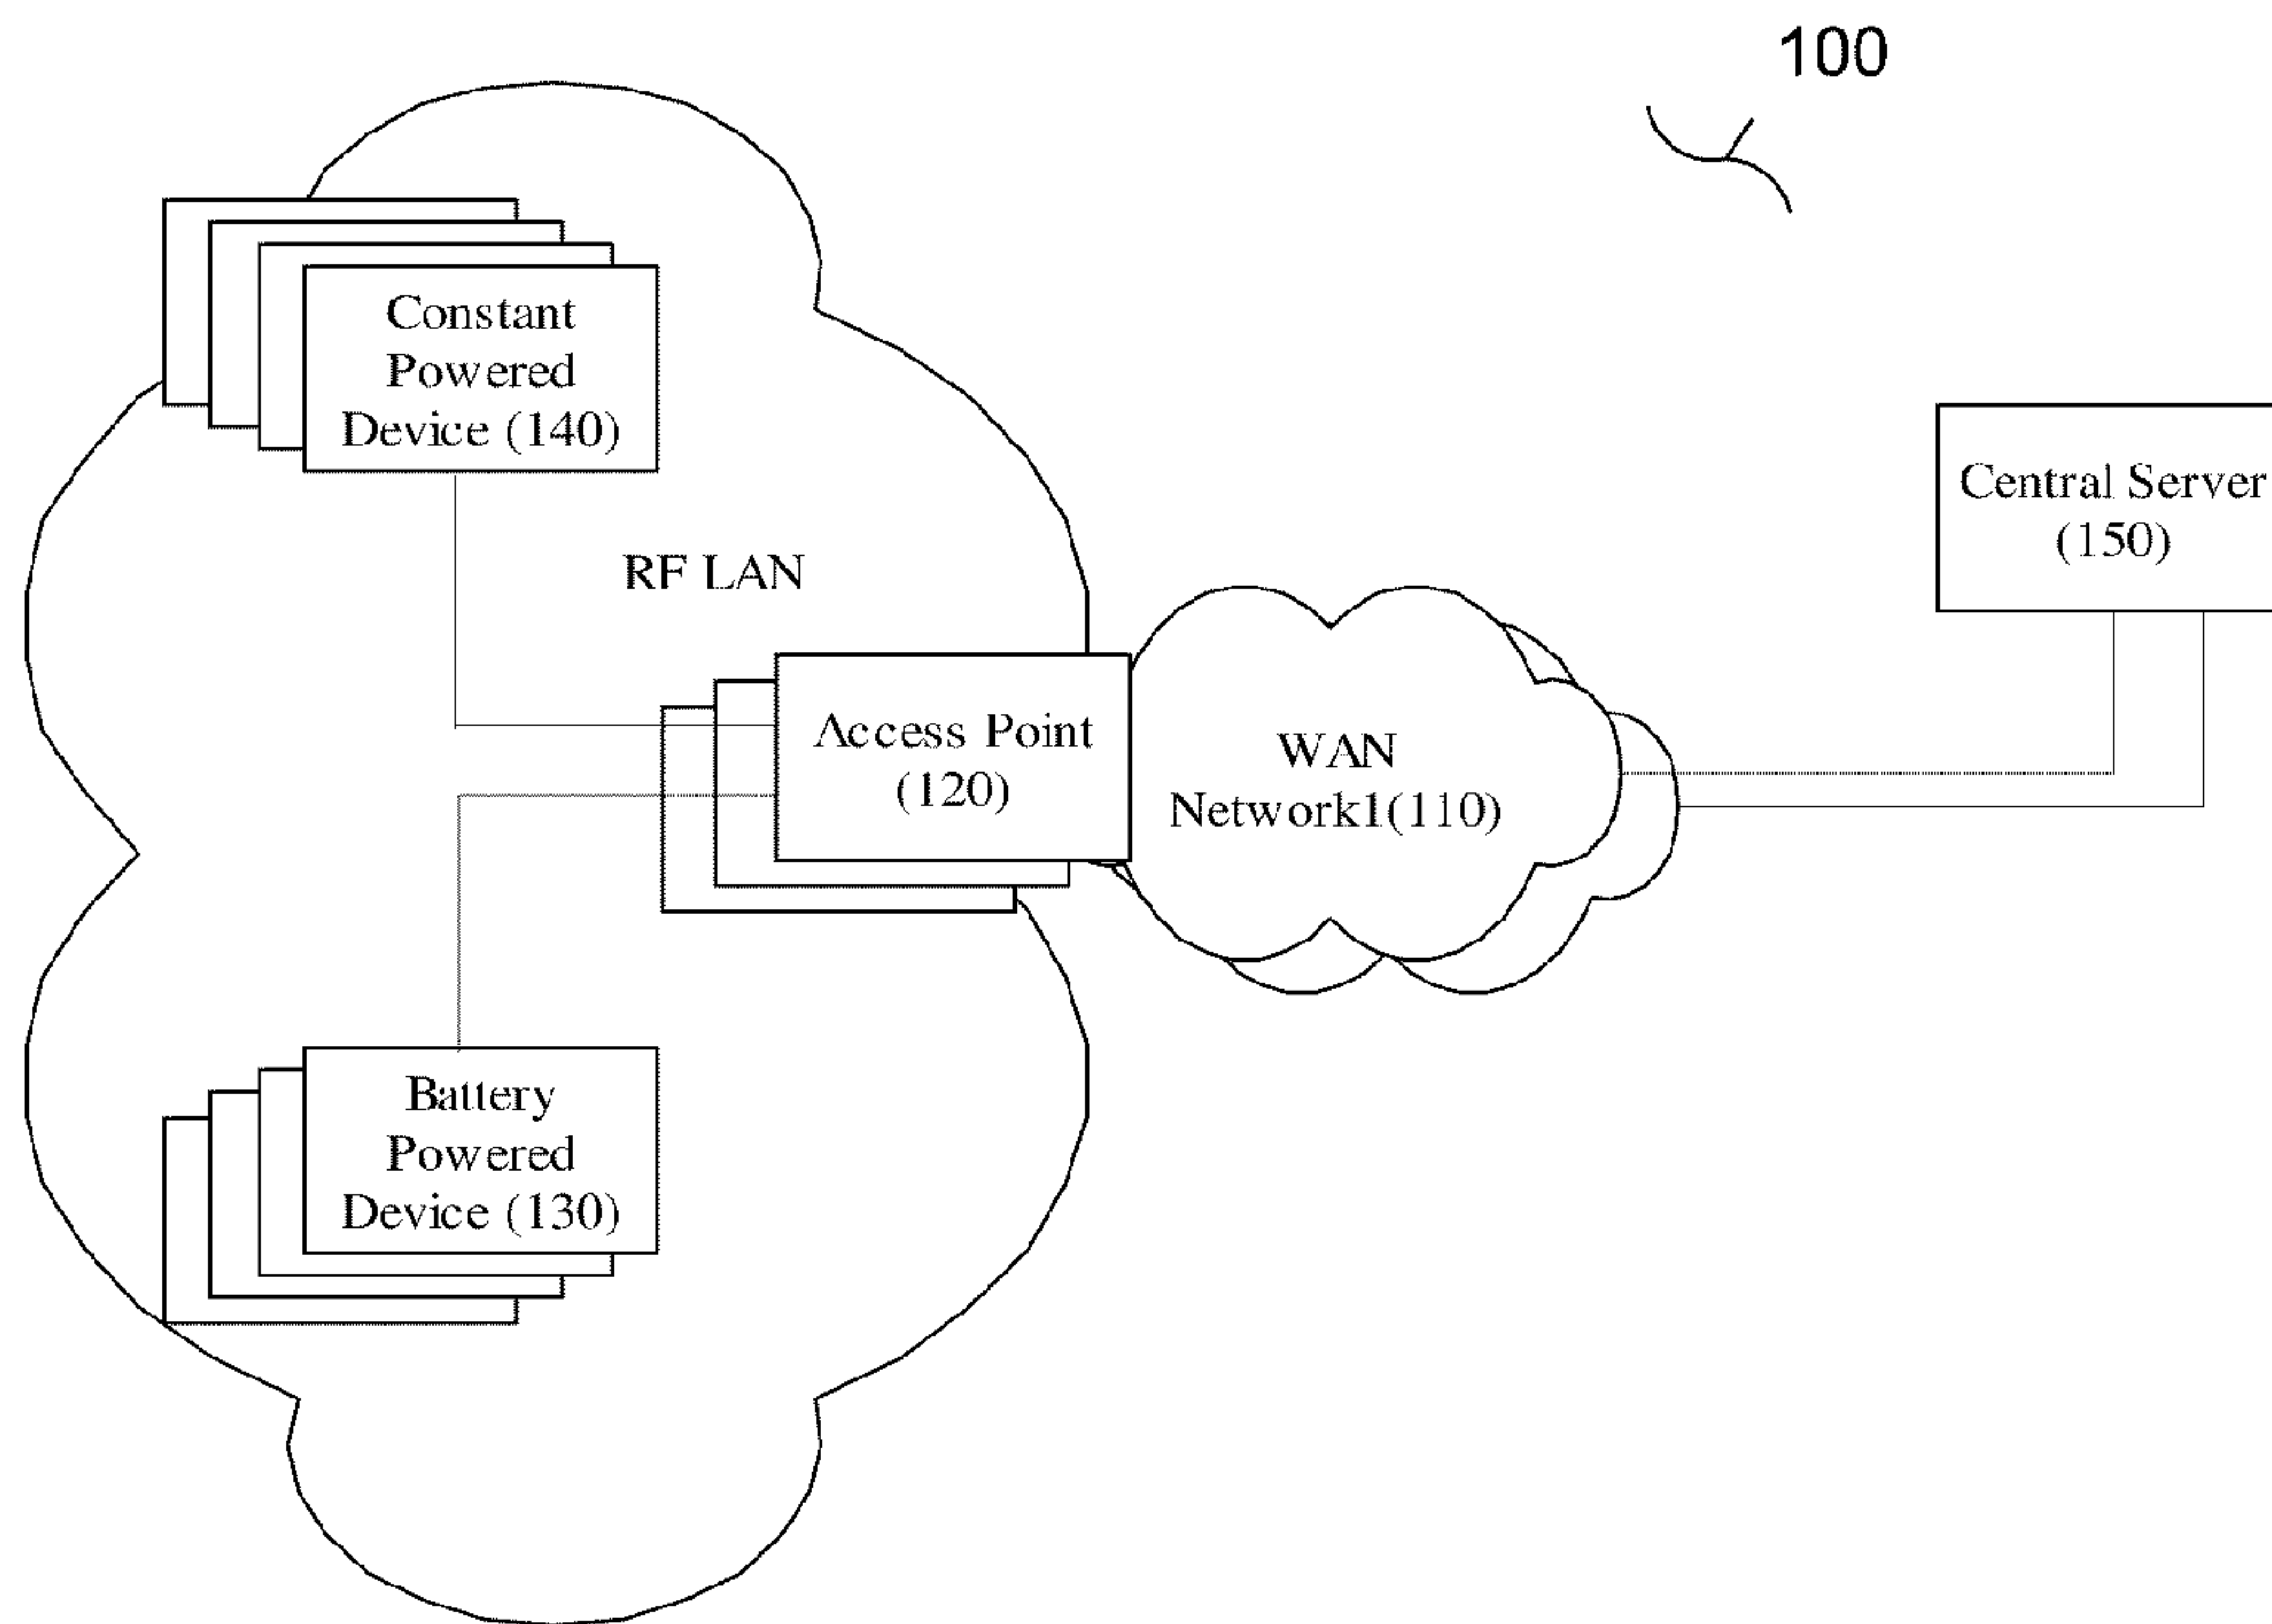 100
Constant
Powered
Device (140)
RF LAN
Central Server
(150)
Access Point
(120)
WAN
Network1(110)
Battery
Powered
Device (130)